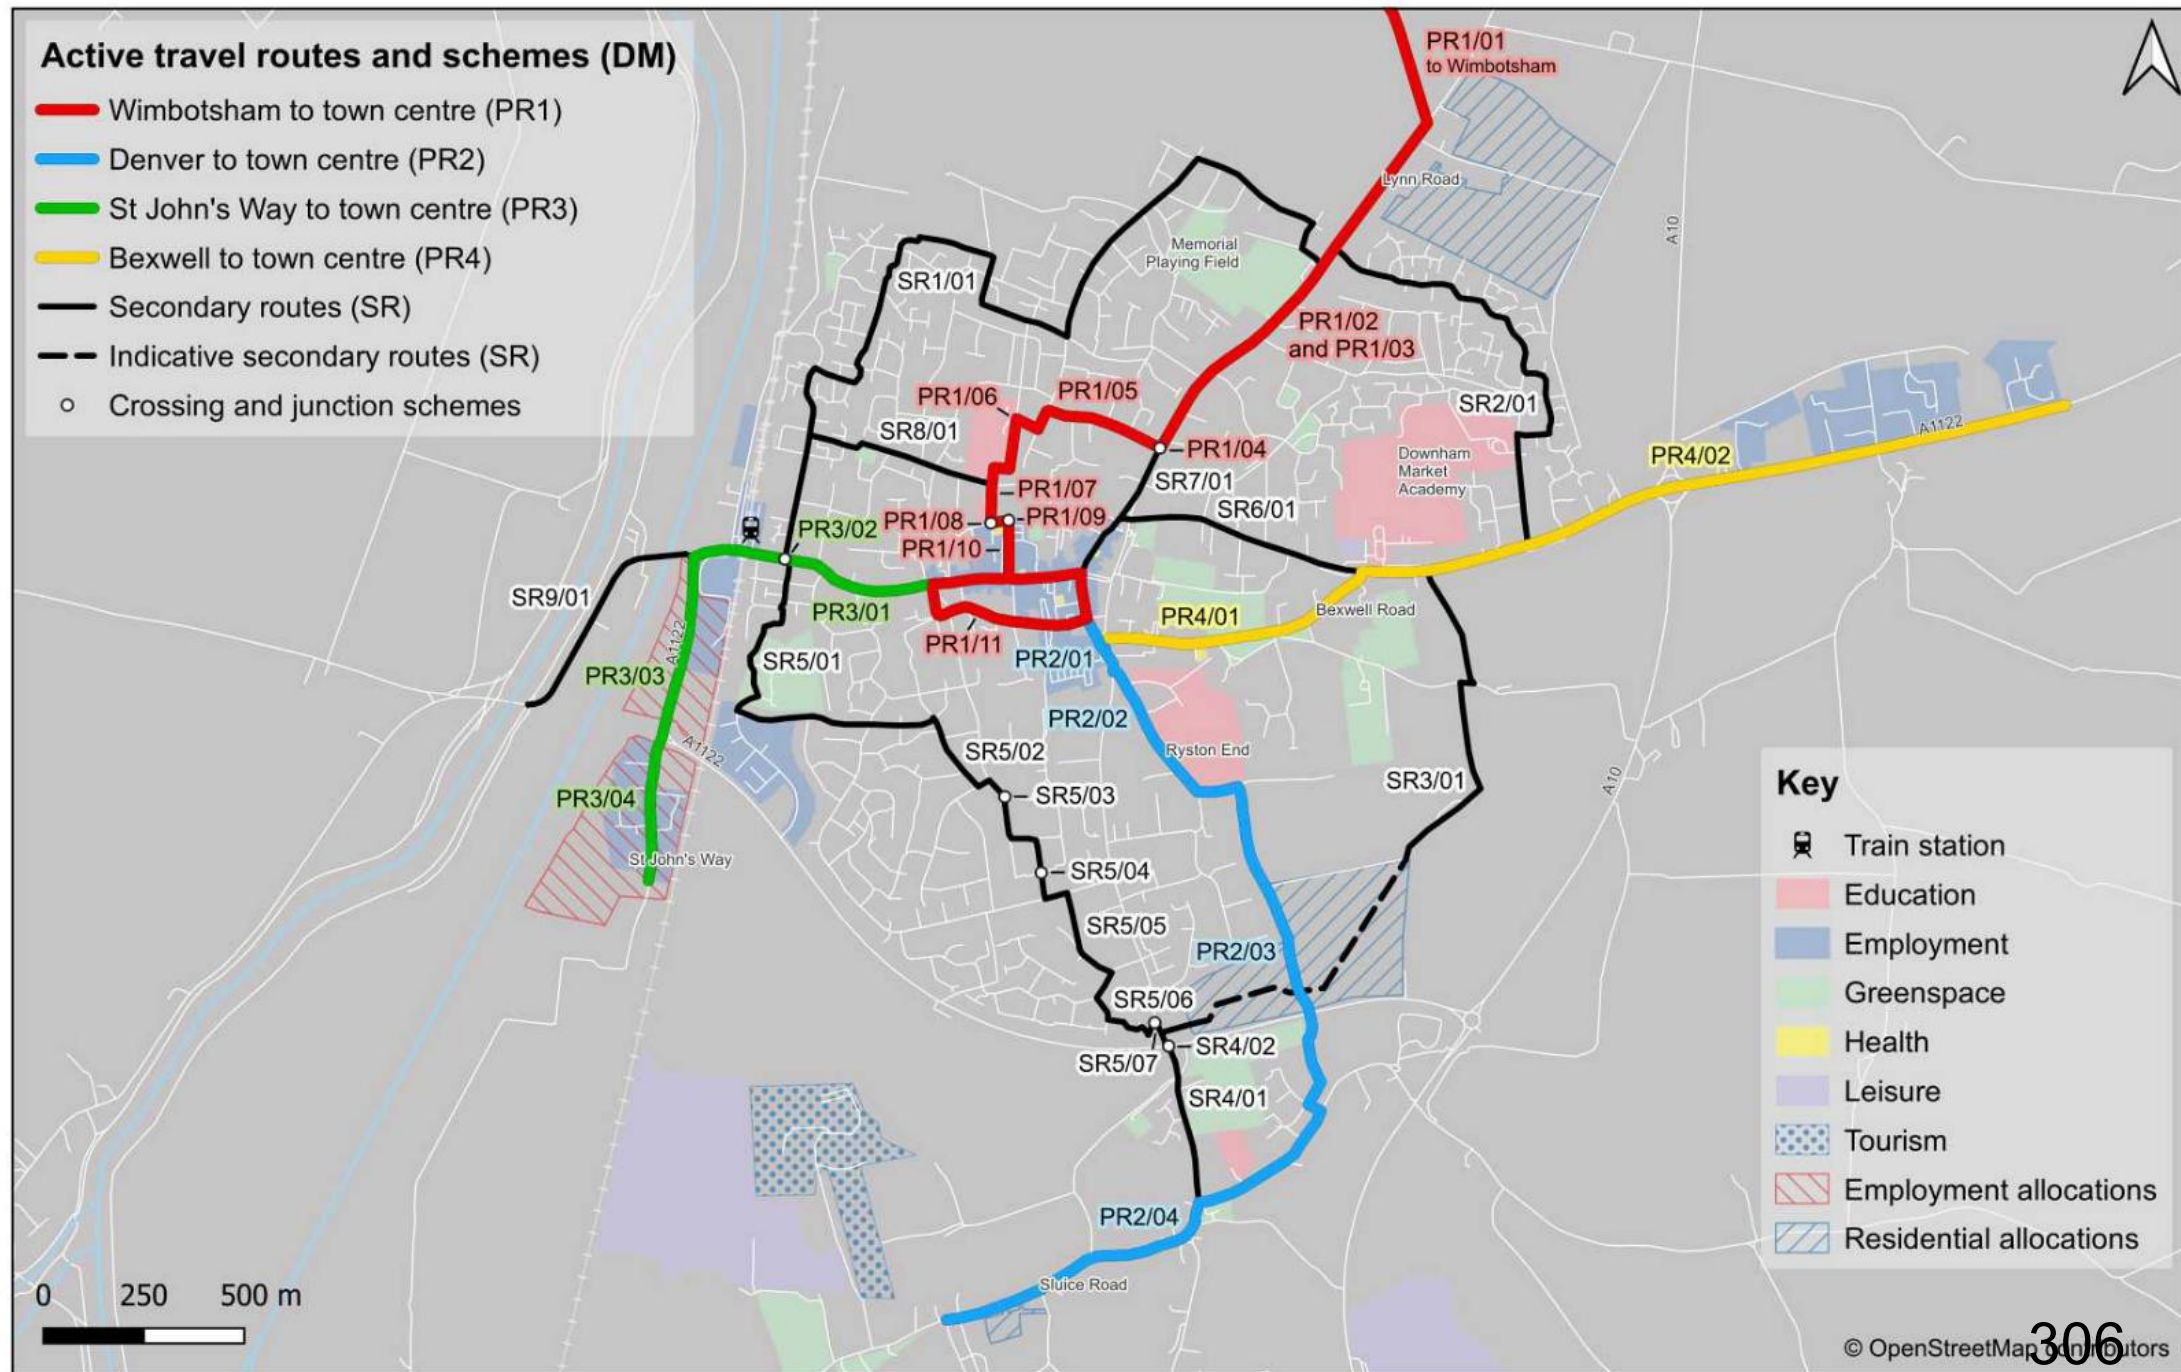 Active travel routes and schemes (DM)
Wimbotsham to town centre (PR1)
Denver to town centre (PR2)
St John's Way to town centre (PR3)
Bexwell to town centre (PR4)
Secondary routes (SR)
Indicative secondary routes (SR)
Crossing and junction schemes
PR1/01
to Wimbotsham
Lynn Road
A10
Memorial
Playing Field
SR1/01
PR1/02
and PR1/03
PR1/05
PR1/06
SR2/01
SR8/01
A1122
PR1/04
Downham
Market
Academy
PR4/02
SR7/01
PR1/07
SR6/01
PR1/08
PR1/09
PR3/02
PR1/10
SR9/01
PR3/01
Bexwell Road
PR4/01
A1122
PR1/11
PR2/01
SR5/01
PR3/03
PR2/02
A1122
SR5/02
Ryston End
SR3/01
A10
SR5/03
PR3/04
St John's Way
SR5/04
SR5/05
PR2/03
SR5/06
SR4/02
SR5/07
SR4/01
PR2/04
Sluice Road
Key
Train station
Education
Employment
Greenspace
Health
Leisure
Tourism
Employment allocations
Residential allocations
0 250 500 m
© OpenStreetMap contributors
306